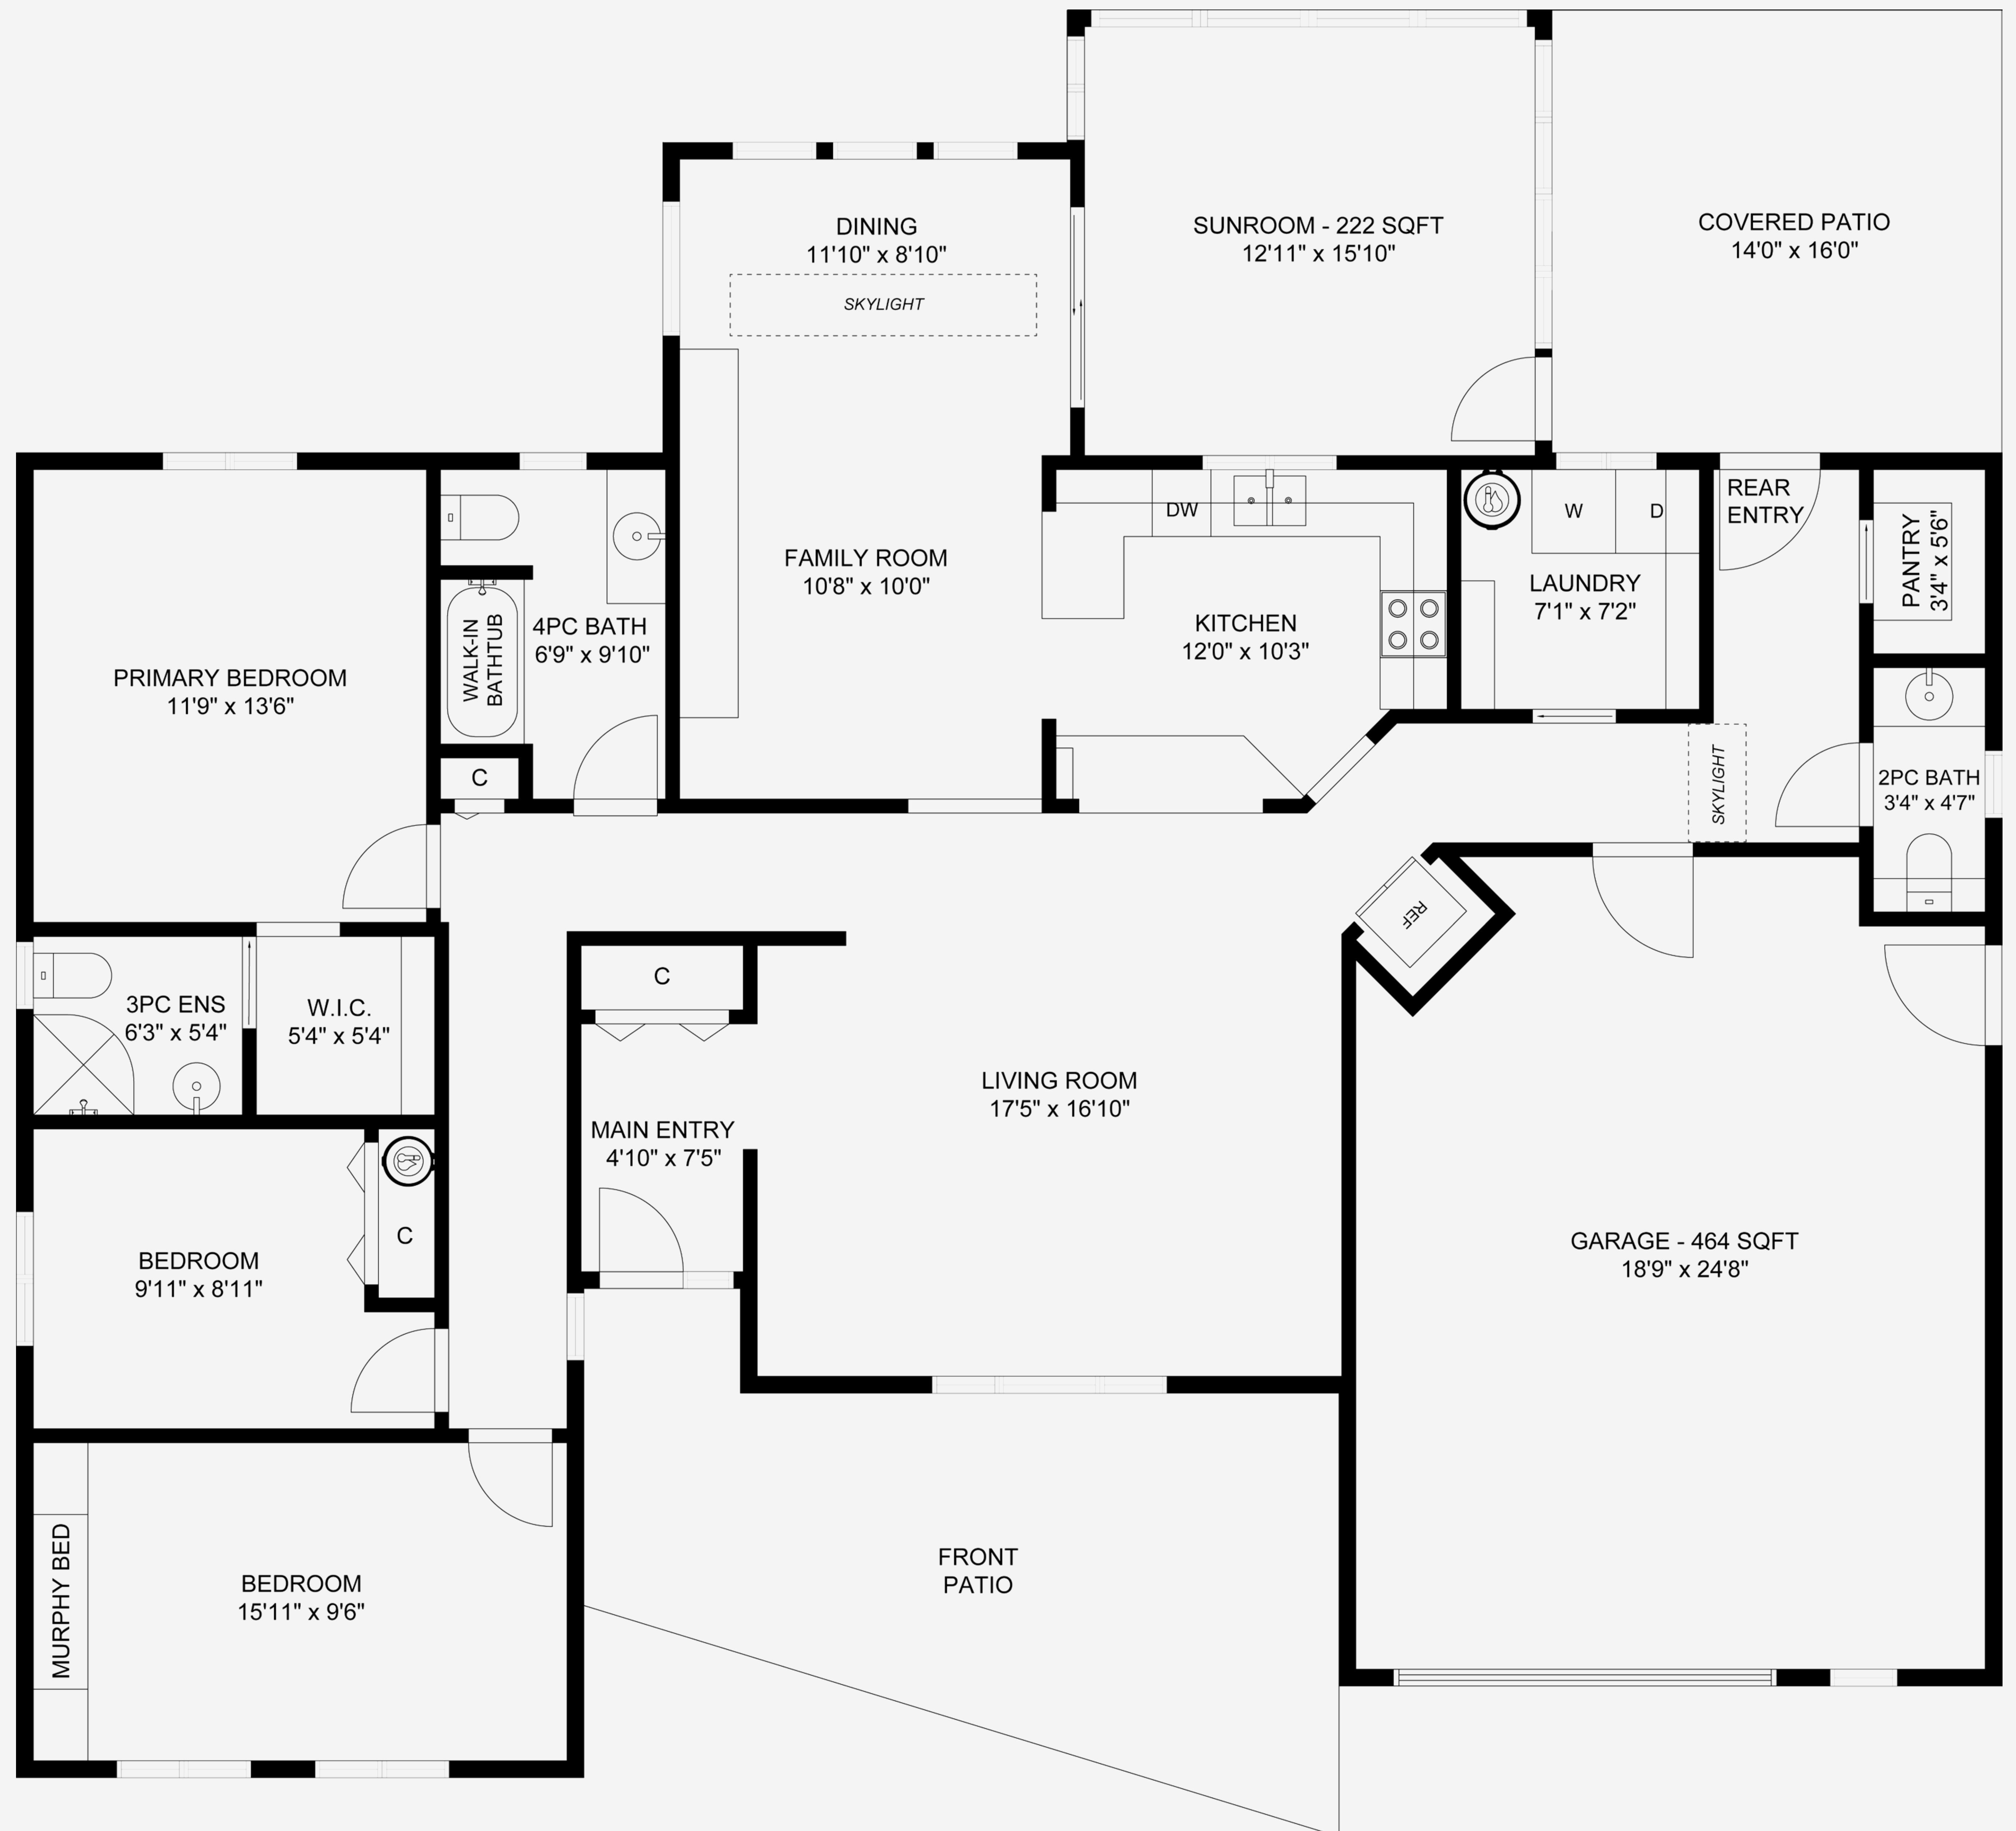 DINING
11'10" x 8'10"
SKYLIGHT
SUNROOM - 222 SQFT
12'11" x 15'10"
COVERED PATIO
14'0" x 16'0"
PRIMARY BEDROOM
11'9" x 13'6"
WALK-IN
BATHTUB
4PC BATH
6'9" x 9'10"
C
FAMILY ROOM
10'8" x 10'0"
DW
KITCHEN
12'0" x 10'3"
W
D
LAUNDRY
7'1" x 7'2"
REAR
ENTRY
PANTRY
3'4" x 5'6"
SKYLIGHT
2PC BATH
3'4" x 4'7"
REF
3PC ENS
6'3" x 5'4"
W.I.C.
5'4" x 5'4"
C
MAIN ENTRY
4'10" x 7'5"
LIVING ROOM
17'5" x 16'10"
C
BEDROOM
9'11" x 8'11"
GARAGE - 464 SQFT
18'9" x 24'8"
MURPHY BED
BEDROOM
15'11" x 9'6"
FRONT
PATIO